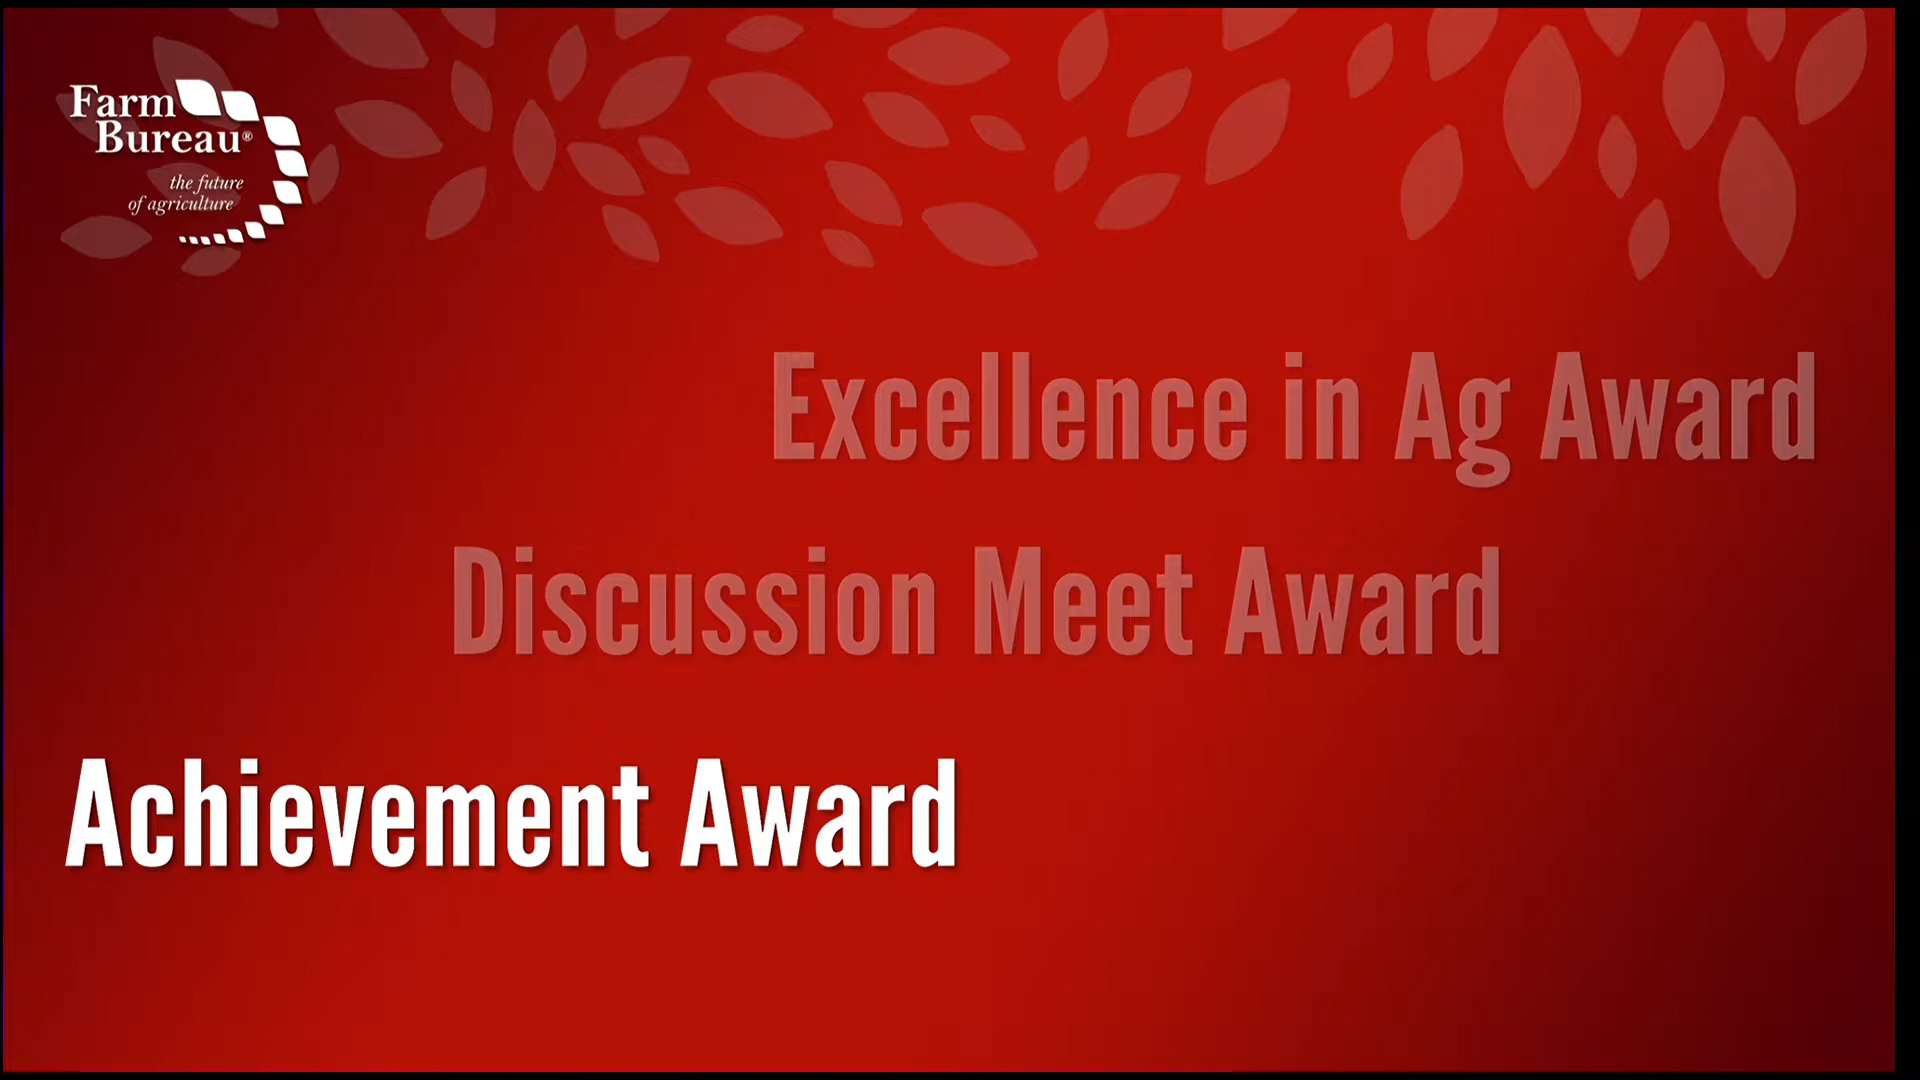 Farm
Bureau®
the future
of agriculture
Excellence in Ag Award
Discussion Meet Award
Achievement Award